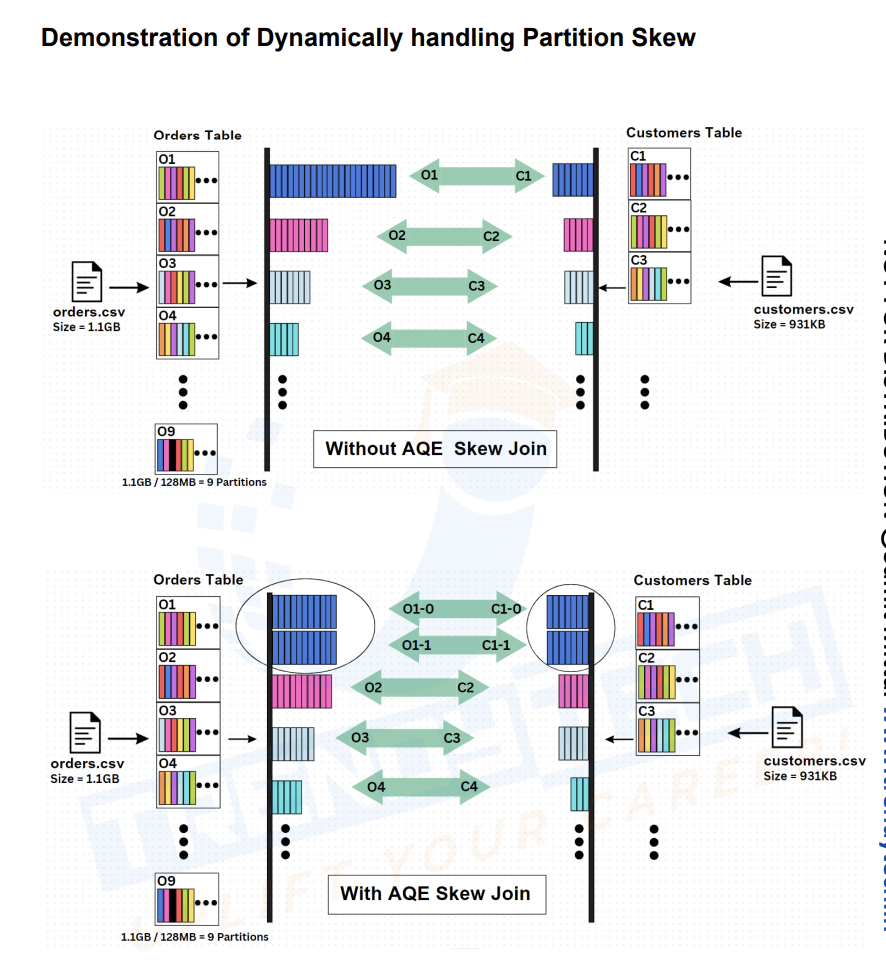 Demonstration of Dynamically handling Partition Skew
Orders Table
Customers Table
O1
O1
C1
C1
O2
O2
C2
C2
O3
O3
C3
C3
orders.csv
Size = 1.1GB
customers.csv
Size = 931KB
O4
O4
C4
O9
Without AQE Skew Join
1.1GB / 128MB = 9 Partitions
Orders Table
Customers Table
O1
O1-0
C1-0
C1
O1-1
C1-1
O2
O2
C2
C2
O3
O3
C3
C3
orders.csv
Size = 1.1GB
customers.csv
Size = 931KB
O4
O4
C4
O9
With AQE Skew Join
1.1GB / 128MB = 9 Partitions
TRENDYTECH
UPLIFT YOUR CAREER!